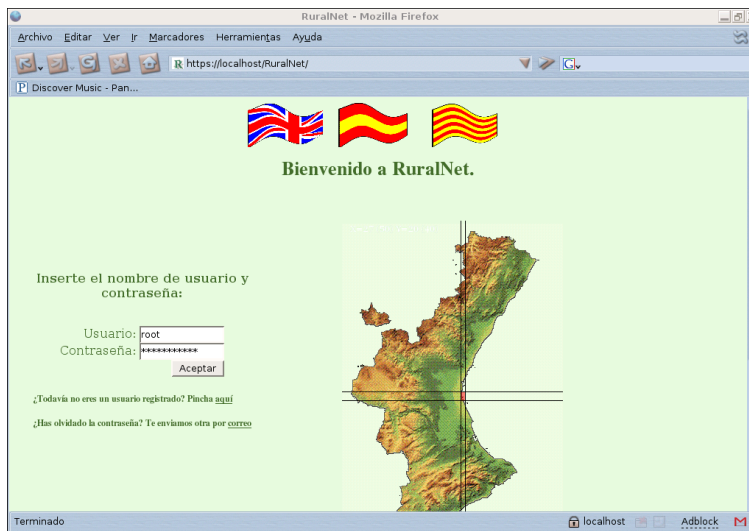 RuralNet - Mozilla Firefox
Archivo Editar Ver Ir Marcadores Herramientas Ayuda
R https://localhost/RuralNet/
G
P Discover Music - Pan...
Bienvenido a RuralNet.
Inserte el nombre de usuario y
contraseña:
Usuario: root
Contraseña: ***********
Aceptar
¿Todavía no eres un usuario registrado? Pincha aquí
¿Has olvidado la contraseña? Te enviamos otra por correo
Terminado
localhost
Adblock
M